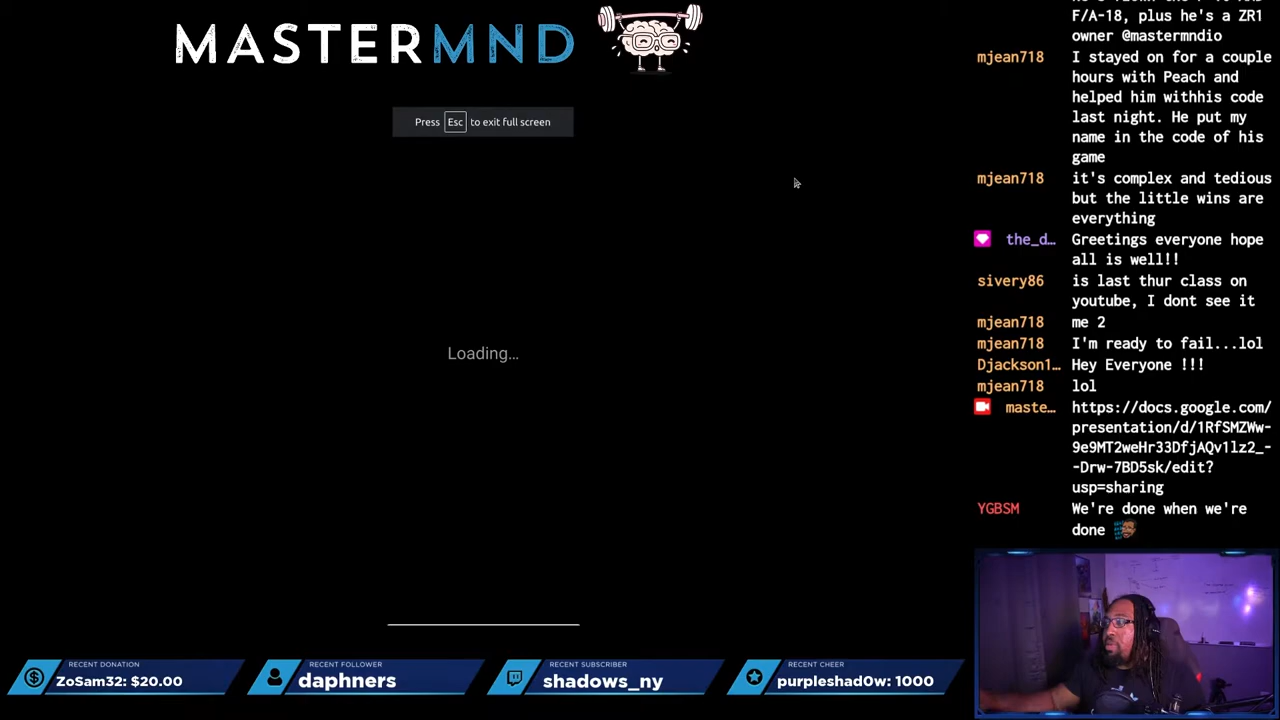 MASTERMND
Press Esc to exit full screen
Loading...
F/A-18, plus he's a ZR1
owner @mastermndio
mjean718 I stayed on for a couple
hours with Peach and
helped him withhis code
last night. He put my
name in the code of his
game
mjean718 it's complex and tedious
but the little wins are
everything
the_d… Greetings everyone hope
all is well!!
sivery86 is last thur class on
youtube, I dont see it
mjean718 me 2
mjean718 I'm ready to fail...lol
Djackson1… Hey Everyone !!!
mjean718 lol
maste… https://docs.google.com/
presentation/d/1RfSMZWw-
9e9MT2weHr33DfjAQv1lz2_-
-Drw-7BD5sk/edit?
usp=sharing
YGBSM We're done when we're
done
RECENT DONATION
ZoSam32: $20.00
RECENT FOLLOWER
daphners
RECENT SUBSCRIBER
shadows_ny
RECENT CHEER
purpleshad0w: 1000